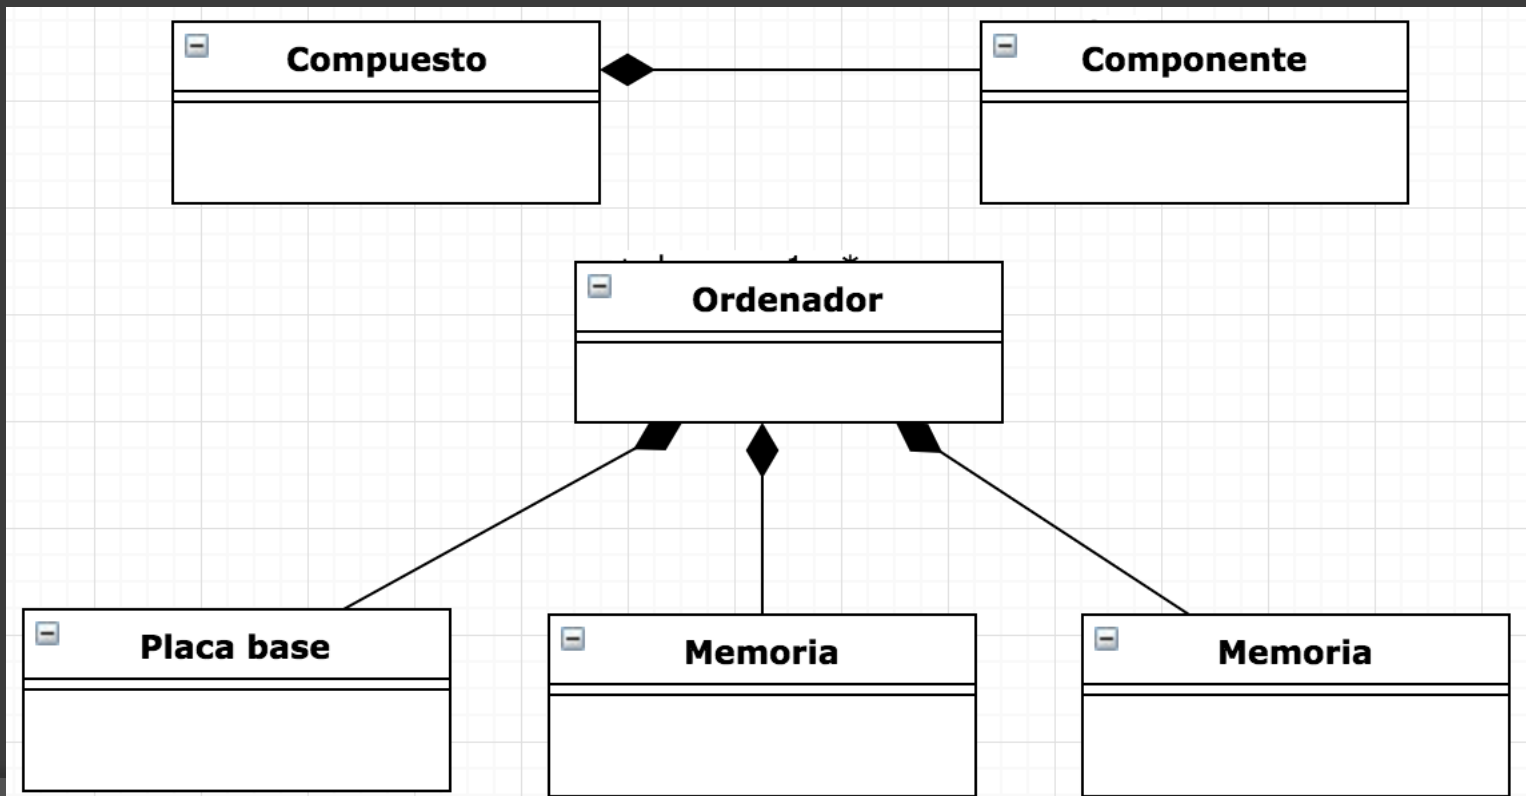 Compuesto
Componente
Ordenador
Placa base
Memoria
Memoria